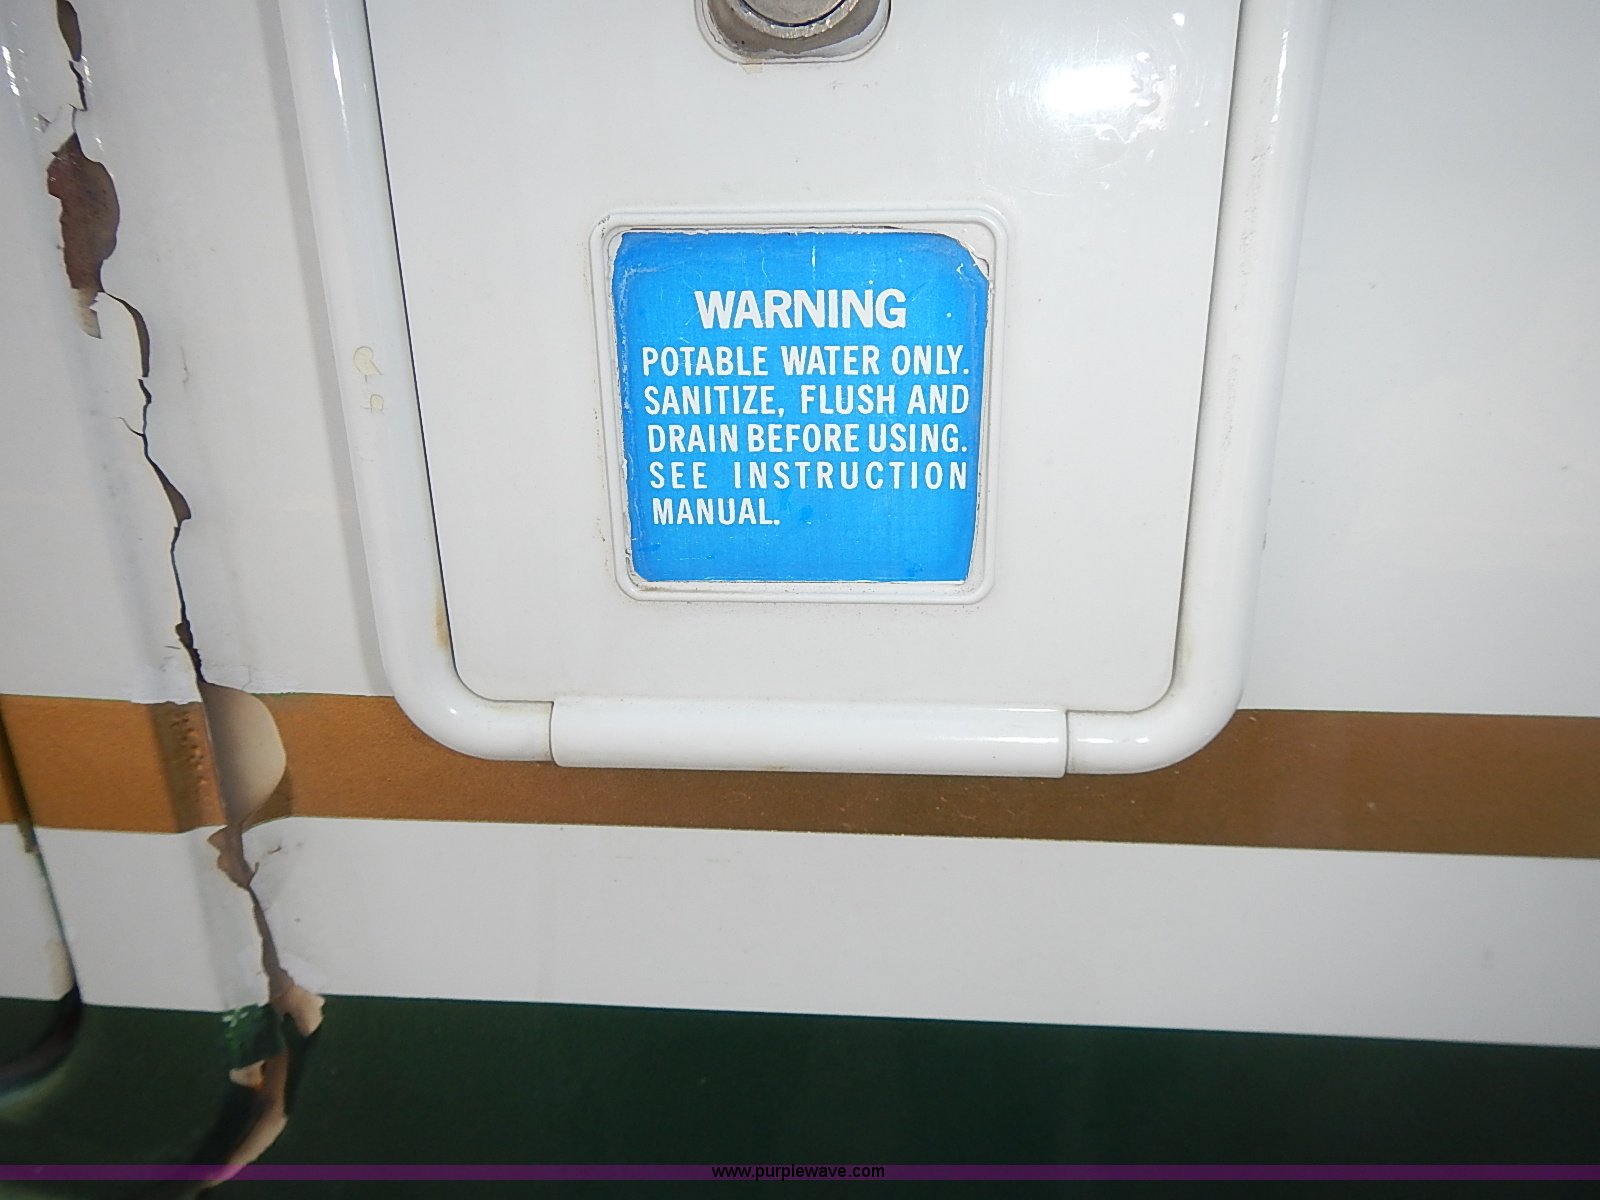 WARNING
POTABLE WATER ONLY.
SANITIZE, FLUSH AND
DRAIN BEFORE USING.
SEE INSTRUCTION
MANUAL.
www.purplewave.com